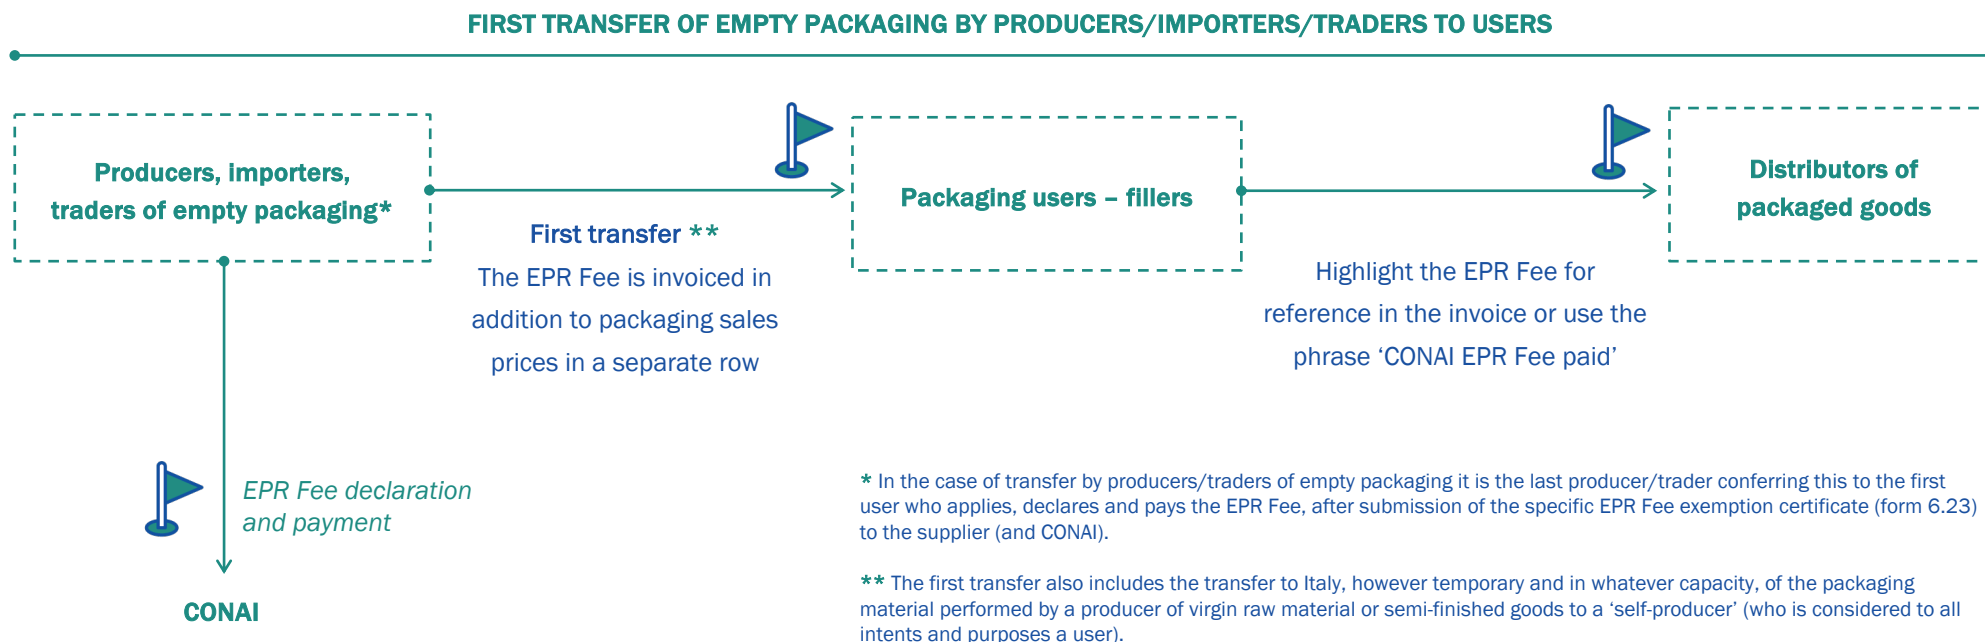 FIRST TRANSFER OF EMPTY PACKAGING BY PRODUCERS/IMPORTERS/TRADERS TO USERS
Producers, importers,
traders of empty packaging*
First transfer **
The EPR Fee is invoiced in
addition to packaging sales
prices in a separate row
Packaging users – fillers
Highlight the EPR Fee for
reference in the invoice or use the
phrase ‘CONAI EPR Fee paid’
Distributors of
packaged goods
EPR Fee declaration
and payment
CONAI
* In the case of transfer by producers/traders of empty packaging it is the last producer/trader conferring this to the first
user who applies, declares and pays the EPR Fee, after submission of the specific EPR Fee exemption certificate (form 6.23)
to the supplier (and CONAI).
** The first transfer also includes the transfer to Italy, however temporary and in whatever capacity, of the packaging
material performed by a producer of virgin raw material or semi-finished goods to a ‘self-producer’ (who is considered to all
intents and purposes a user).